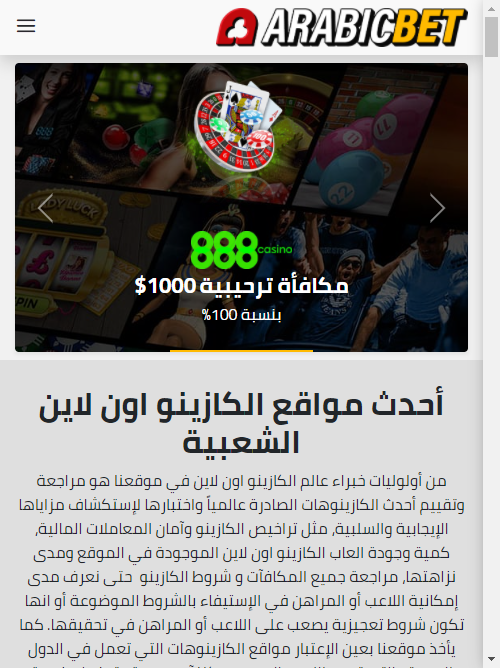 ARABICBET
888casino
مكافأة ترحيبية 1000$
بنسبة 100%
أحدث مواقع الكازينو اون لاين
الشعبية
من أولوليات خبراء عالم الكازينو اون لاين في موقعنا هو مراجعة
وتقييم أحدث الكازينوهات الصادرة عالمياً واختبارها لإستكشاف مزاياها
الإيجابية والسلبية, مثل تراخيص الكازينو وآمان المعاملات المالية,
كمية وجودة العاب الكازينو اون لاين الموجودة في الموقع ومدى
نزاهتها, مراجعة جميع المكافآت و شروط الكازينو حتى نعرف مدى
إمكانية اللاعب أو المراهن في الإستيفاء بالشروط الموضوعة أو انها
تكون شروط تعجيزية يصعب على اللاعب أو المراهن في تحقيقها. كما
يأخذ موقعنا بعين الإعتبار مواقع الكازينوهات التي تعمل في الدول